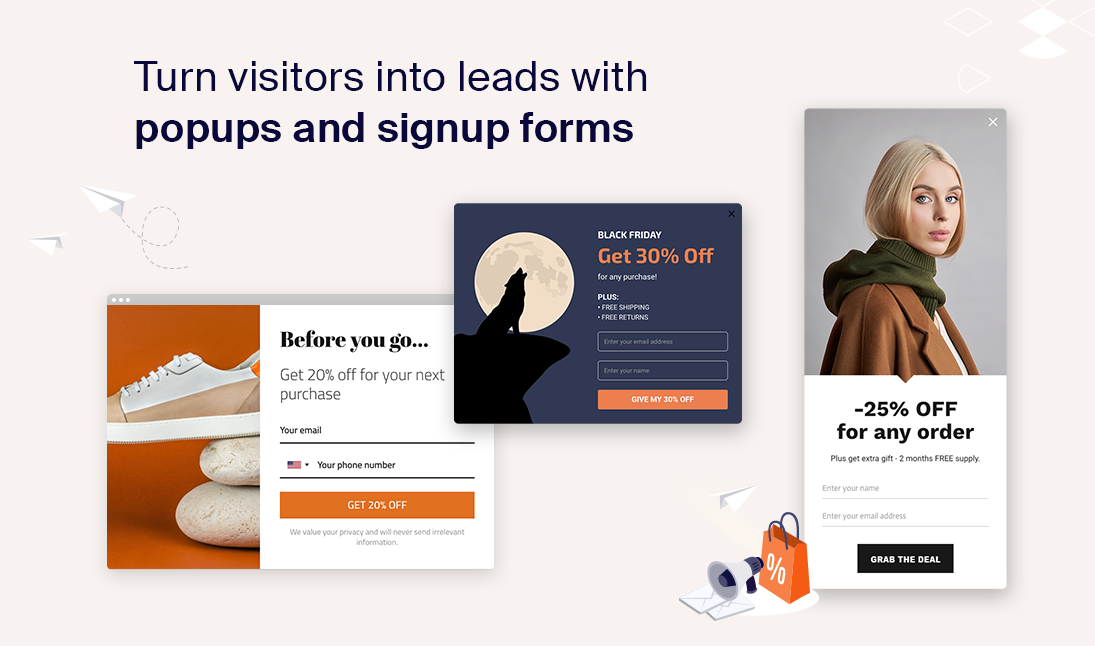 Turn visitors into leads with
popups and signup forms
Before you go...
Get 20% off for your next
purchase
Your email
Your phone number
GET 20% OFF
We value your privacy and will never send irrelevant
information.
BLACK FRIDAY
Get 30% Off
for any purchase!
PLUS:
• FREE SHIPPING
• FREE RETURNS
Enter your email address
Enter your name
GIVE MY 30% OFF
-25% OFF
for any order
Plus get extra gift - 2 months FREE supply.
Enter your name
Enter your email address
GRAB THE DEAL
%